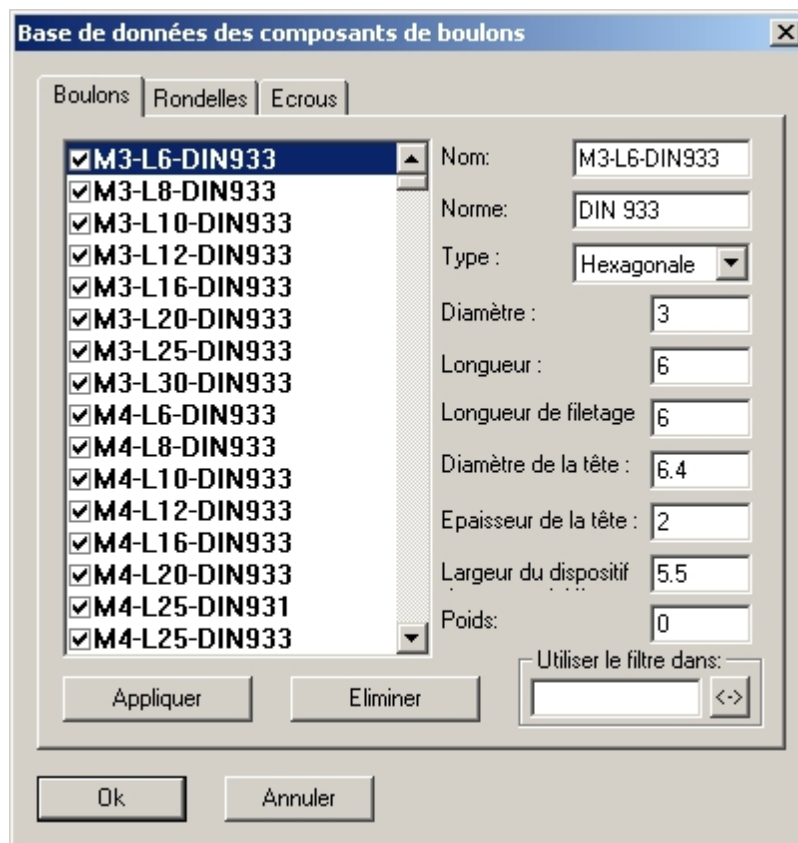 Base de données des composants de boulons
Boulons Rondelles Ecrous
M3-L6-DIN933
M3-L8-DIN933
M3-L10-DIN933
M3-L12-DIN933
M3-L16-DIN933
M3-L20-DIN933
M3-L25-DIN933
M3-L30-DIN933
M4-L6-DIN933
M4-L8-DIN933
M4-L10-DIN933
M4-L12-DIN933
M4-L16-DIN933
M4-L20-DIN933
M4-L25-DIN931
M4-L25-DIN933
Nom: M3-L6-DIN933
Norme: DIN 933
Type : Hexagonale
Diamètre : 3
Longueur : 6
Longueur de filetage 6
Diamètre de la tête : 6.4
Epaisseur de la tête : 2
Largeur du dispositif 5.5
Poids: 0
Utiliser le filtre dans:
<->
Appliquer Eliminer
Ok Annuler